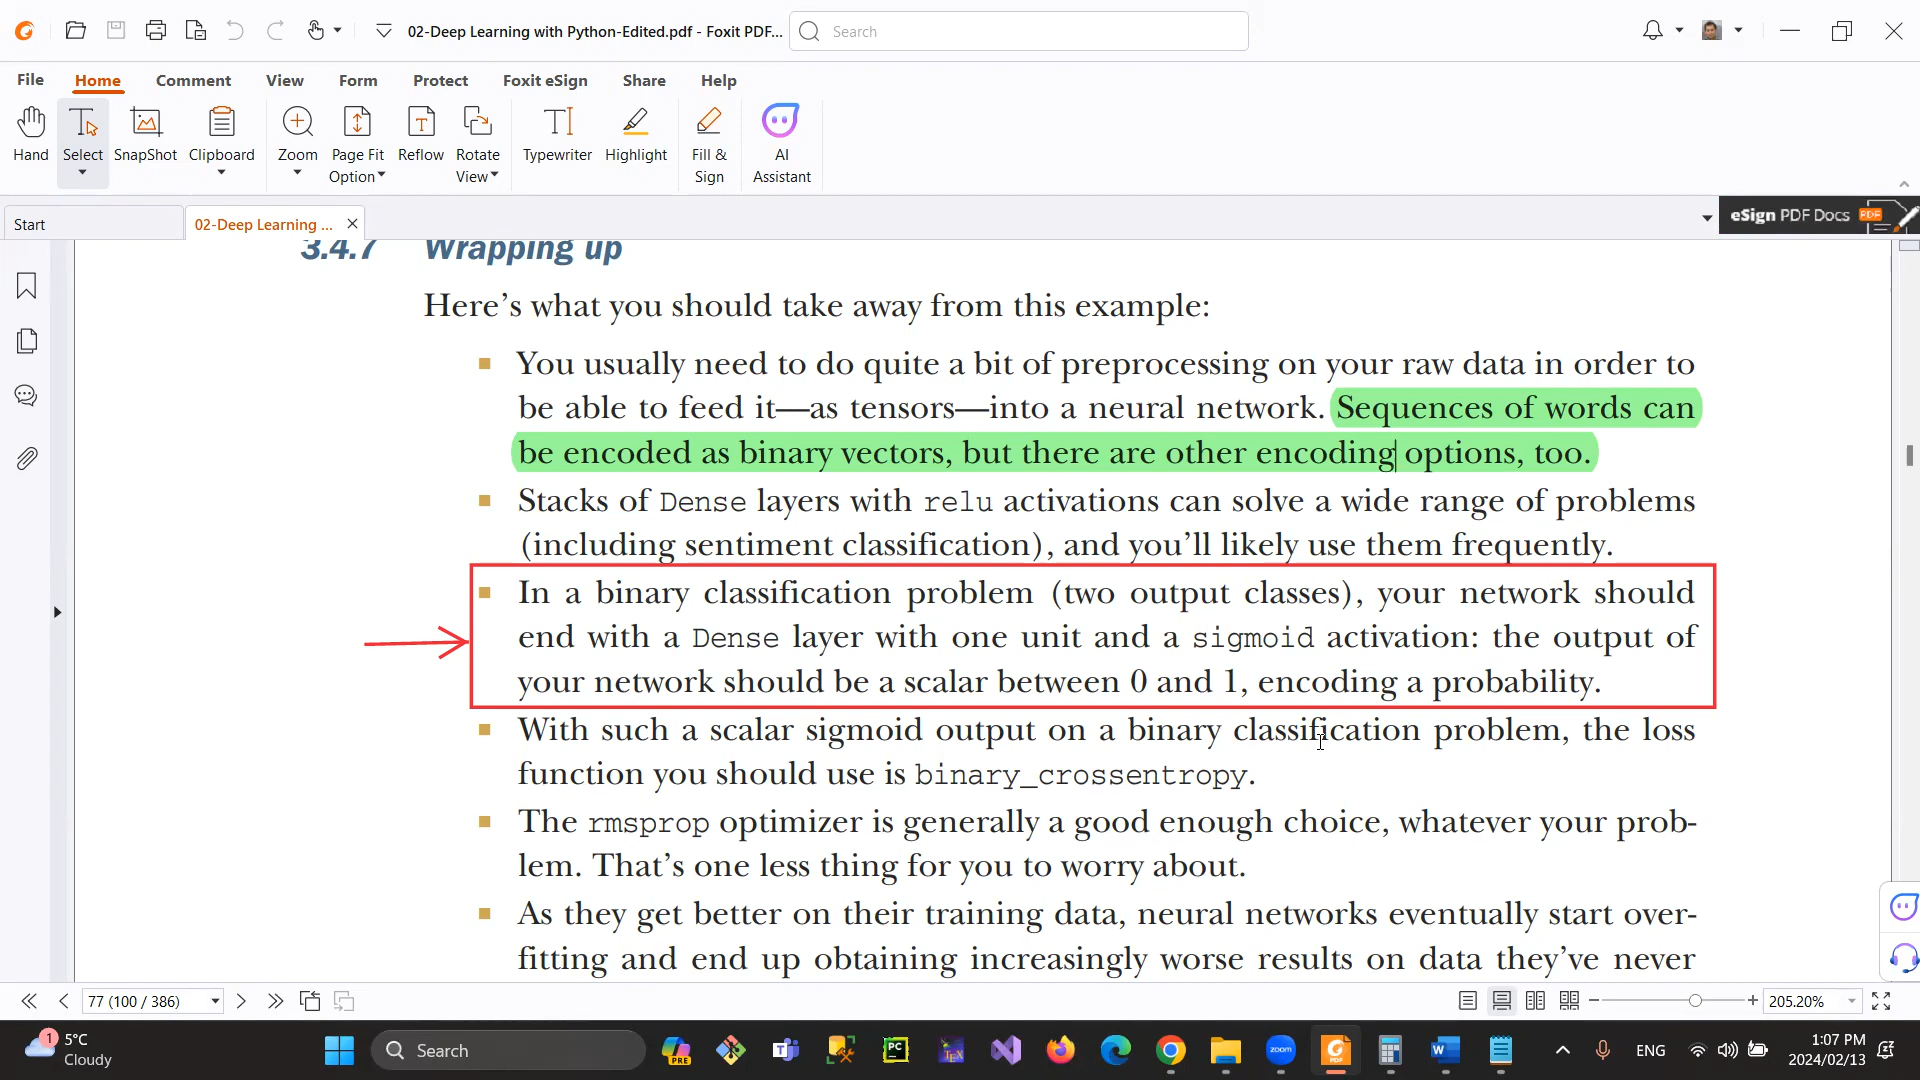 02-Deep Learning with Python-Edited.pdf - Foxit PDF...
Search
File Home Comment View Form Protect Foxit eSign Share Help
Hand Select SnapShot Clipboard Zoom Page Fit Option Reflow Rotate View Typewriter Highlight Fill & Sign AI Assistant
Start
02-Deep Learning ...
eSign PDF Docs
PDF
3.4.7 Wrapping up
Here’s what you should take away from this example:
You usually need to do quite a bit of preprocessing on your raw data in order to
be able to feed it—as tensors—into a neural network. Sequences of words can
be encoded as binary vectors, but there are other encoding options, too.
Stacks of Dense layers with relu activations can solve a wide range of problems
(including sentiment classification), and you’ll likely use them frequently.
In a binary classification problem (two output classes), your network should
end with a Dense layer with one unit and a sigmoid activation: the output of
your network should be a scalar between 0 and 1, encoding a probability.
With such a scalar sigmoid output on a binary classification problem, the loss
function you should use is binary_crossentropy.
The rmsprop optimizer is generally a good enough choice, whatever your prob-
lem. That’s one less thing for you to worry about.
As they get better on their training data, neural networks eventually start over-
fitting and end up obtaining increasingly worse results on data they’ve never
77 (100 / 386)
205.20%
1
5°C
Cloudy
Search
PRE
PC
TEX
zoom
PDF
W
ENG
1:07 PM
2024/02/13